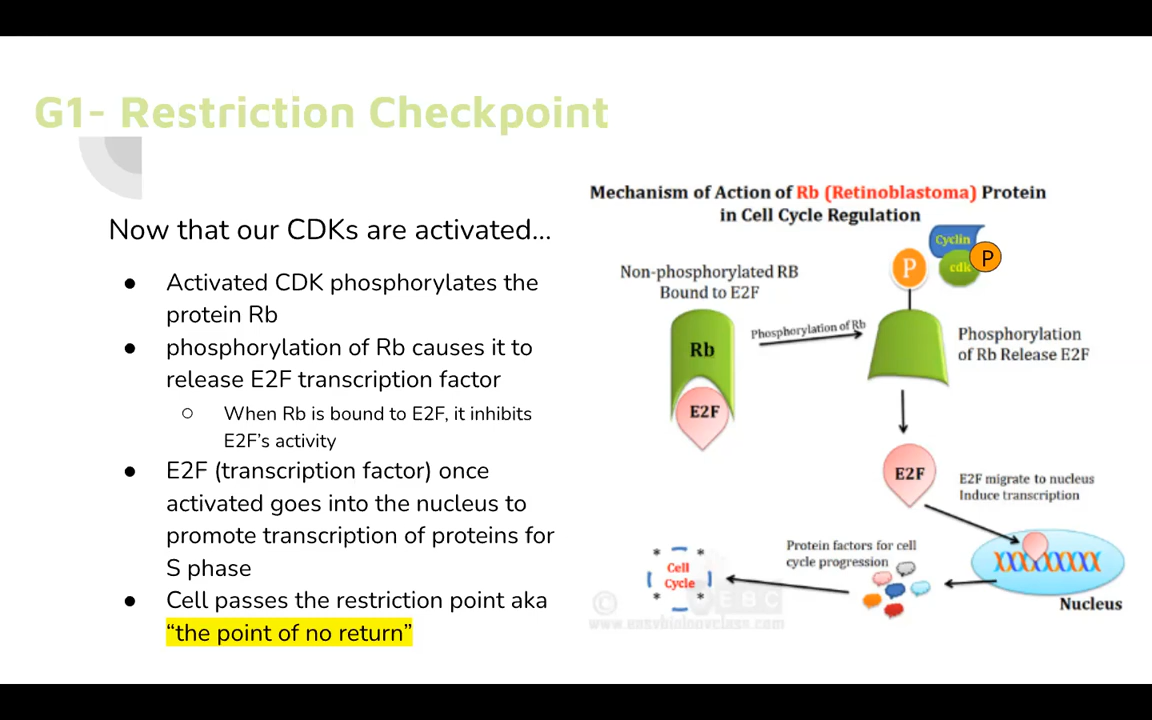 G1- Restriction Checkpoint
Now that our CDKs are activated...
● Activated CDK phosphorylates the
protein Rb
● phosphorylation of Rb causes it to
release E2F transcription factor
○ When Rb is bound to E2F, it inhibits
E2F's activity
● E2F (transcription factor) once
activated goes into the nucleus to
promote transcription of proteins for
S phase
● Cell passes the restriction point aka
"the point of no return"
Mechanism of Action of Rb (Retinoblastoma) Protein
in Cell Cycle Regulation
Non-phosphorylated RB
Bound to E2F
Rb
E2F
Phosphorylation of Rb
P
Cyclin
cdk
P
Phosphorylation
of Rb Release E2F
E2F
E2F migrate to nucleus
Induce transcription
Nucleus
Protein factors for cell
cycle progression
Cell
Cycle
© EBC
www.easybiologyclass.com